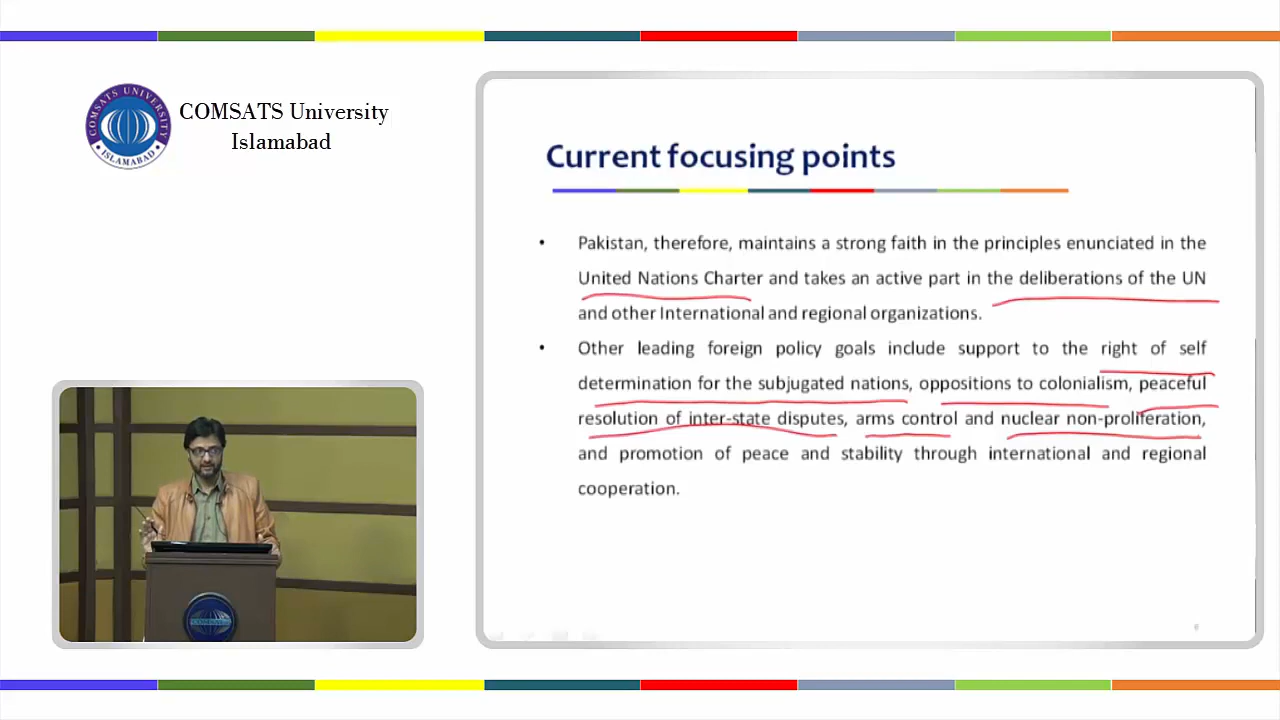 COMSATS UNIVERSITY
ISLAMABAD
COMSATS University
Islamabad
Current focusing points
• Pakistan, therefore, maintains a strong faith in the principles enunciated in the
United Nations Charter and takes an active part in the deliberations of the UN
and other International and regional organizations.
• Other leading foreign policy goals include support to the right of self
determination for the subjugated nations, oppositions to colonialism, peaceful
resolution of inter-state disputes, arms control and nuclear non-proliferation,
and promotion of peace and stability through international and regional
cooperation.